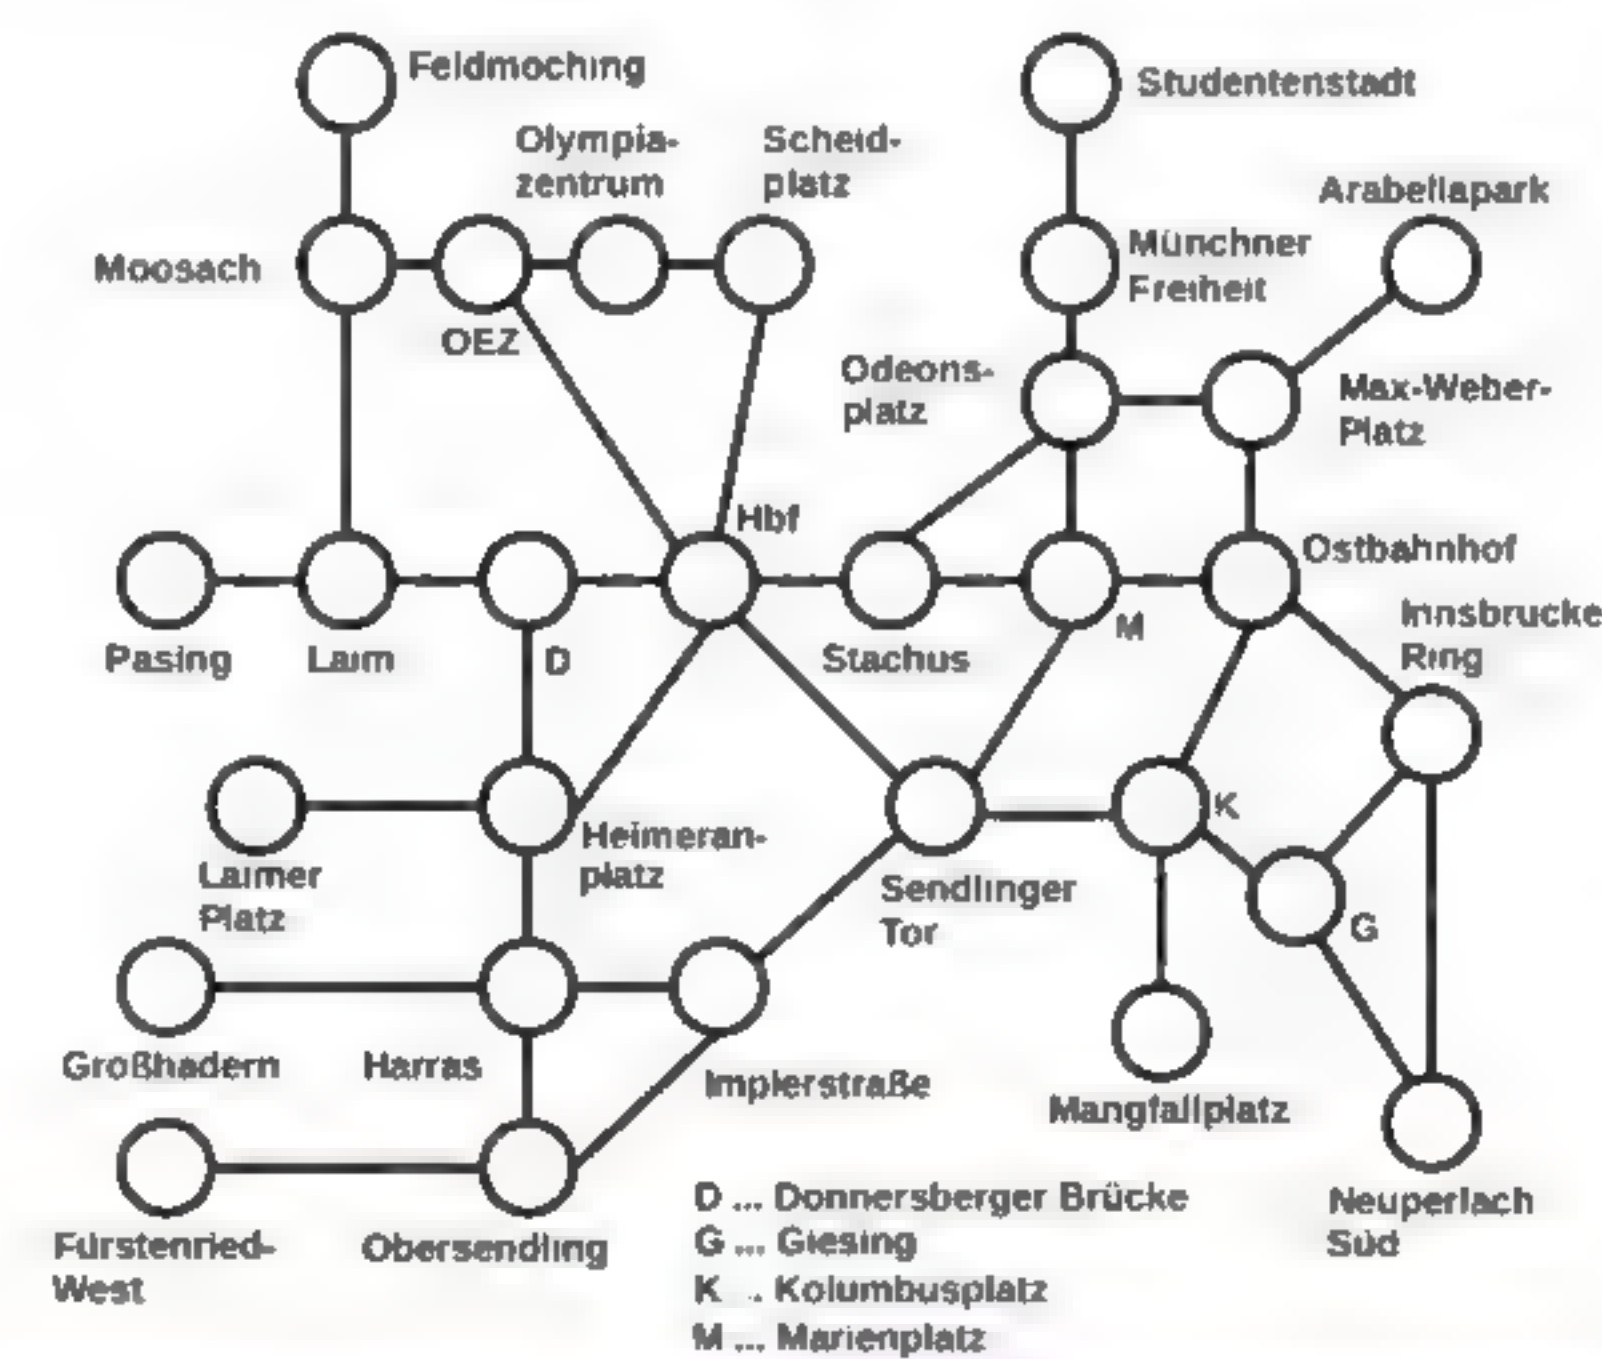 Feldmoching
Studentenstadt
Olympia-
zentrum
Scheid-
platz
Arabellapark
Moosach
OEZ
Münchner
Freiheit
Odeons-
platz
Max-Weber-
Platz
Hbf
Ostbahnhof
Pasing
Laim
D
Stachus
M
Innsbrucke
Ring
Laimer
Platz
Heimeran-
platz
Sendlinger
Tor
K
G
Großhadern
Harras
Implerstraße
Mangfallplatz
Fürstenried-
West
Obersendling
Neuperlach
Süd
D ... Donnersberger Brücke
G ... Giesing
K . Kolumbusplatz
M ... Marienplatz